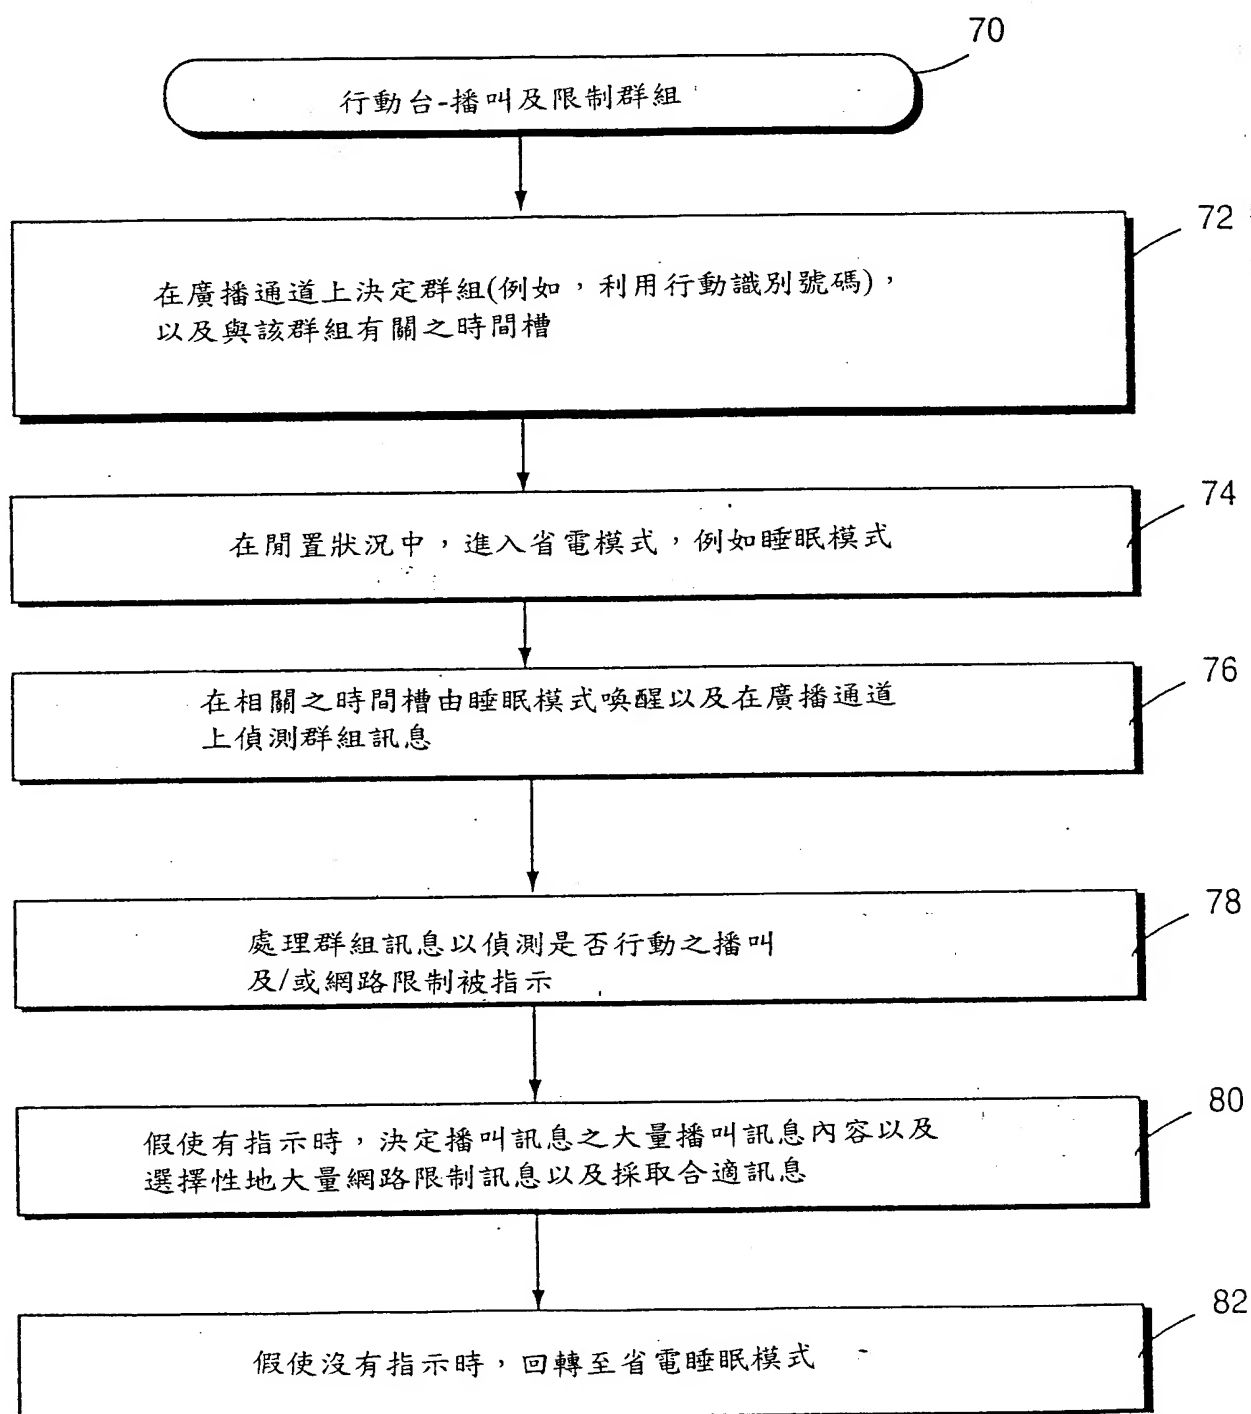 70
行動台-播叫及限制群組
72
在廣播通道上決定群組(例如，利用行動識別號碼)，
以及與該群組有關之時間槽
74
在閒置狀況中，進入省電模式，例如睡眠模式
76
在相關之時間槽由睡眠模式喚醒以及在廣播通道
上偵測群組訊息
78
處理群組訊息以偵測是否行動之播叫
及/或網路限制被指示
80
假使有指示時，決定播叫訊息之大量播叫訊息內容以及
選擇性地大量網路限制訊息以及採取合適訊息
82
假使沒有指示時，回轉至省電睡眠模式